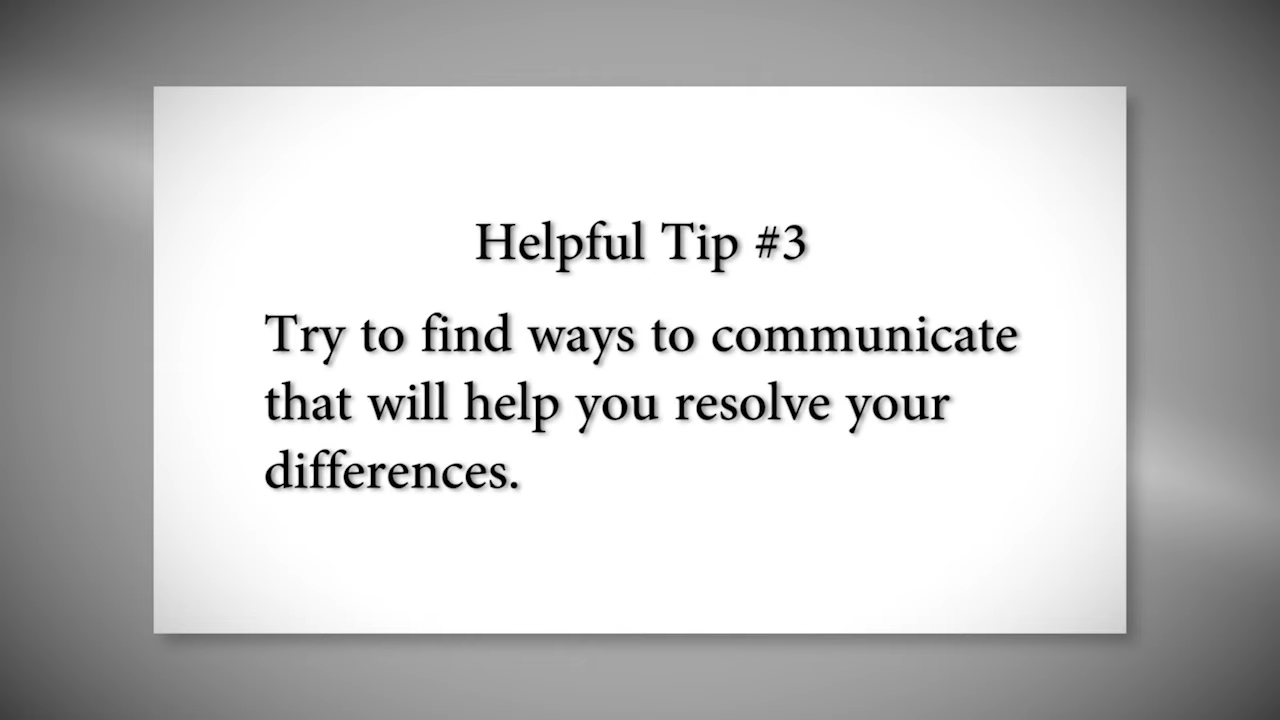 Helpful Tip #3
Try to find ways to communicate
that will help you resolve your
differences.